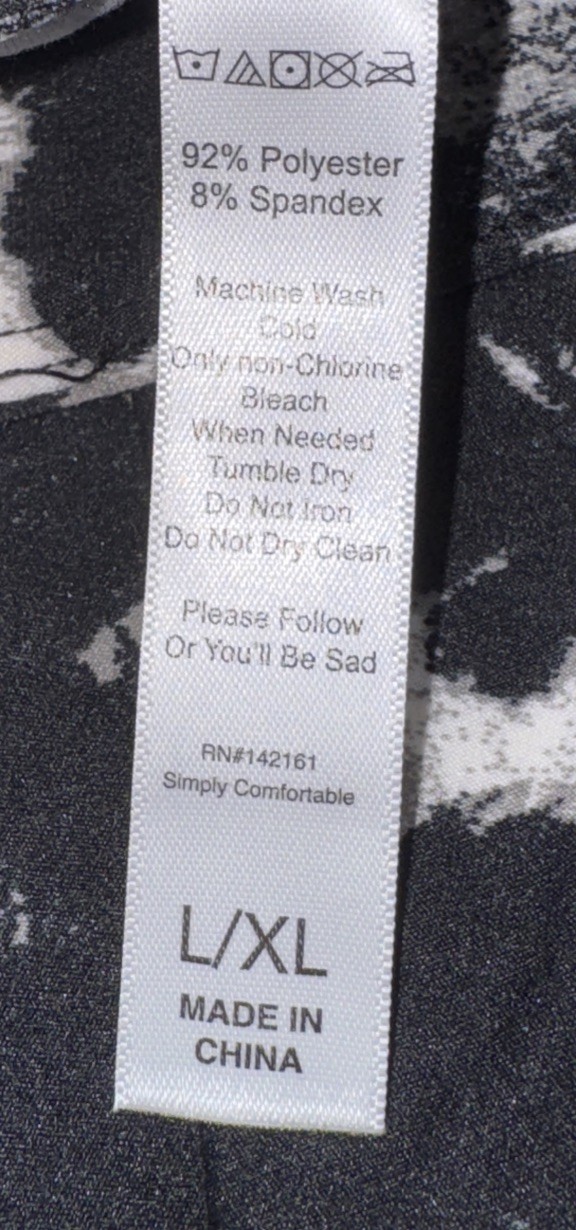 92% Polyester
8% Spandex
Machine Wash
Cold
Only non-Chlorine
Bleach
When Needed
Tumble Dry
Do Not Iron
Do Not Dry Clean
Please Follow
Or You'll Be Sad
RN#142161
Simply Comfortable
L/XL
MADE IN
CHINA